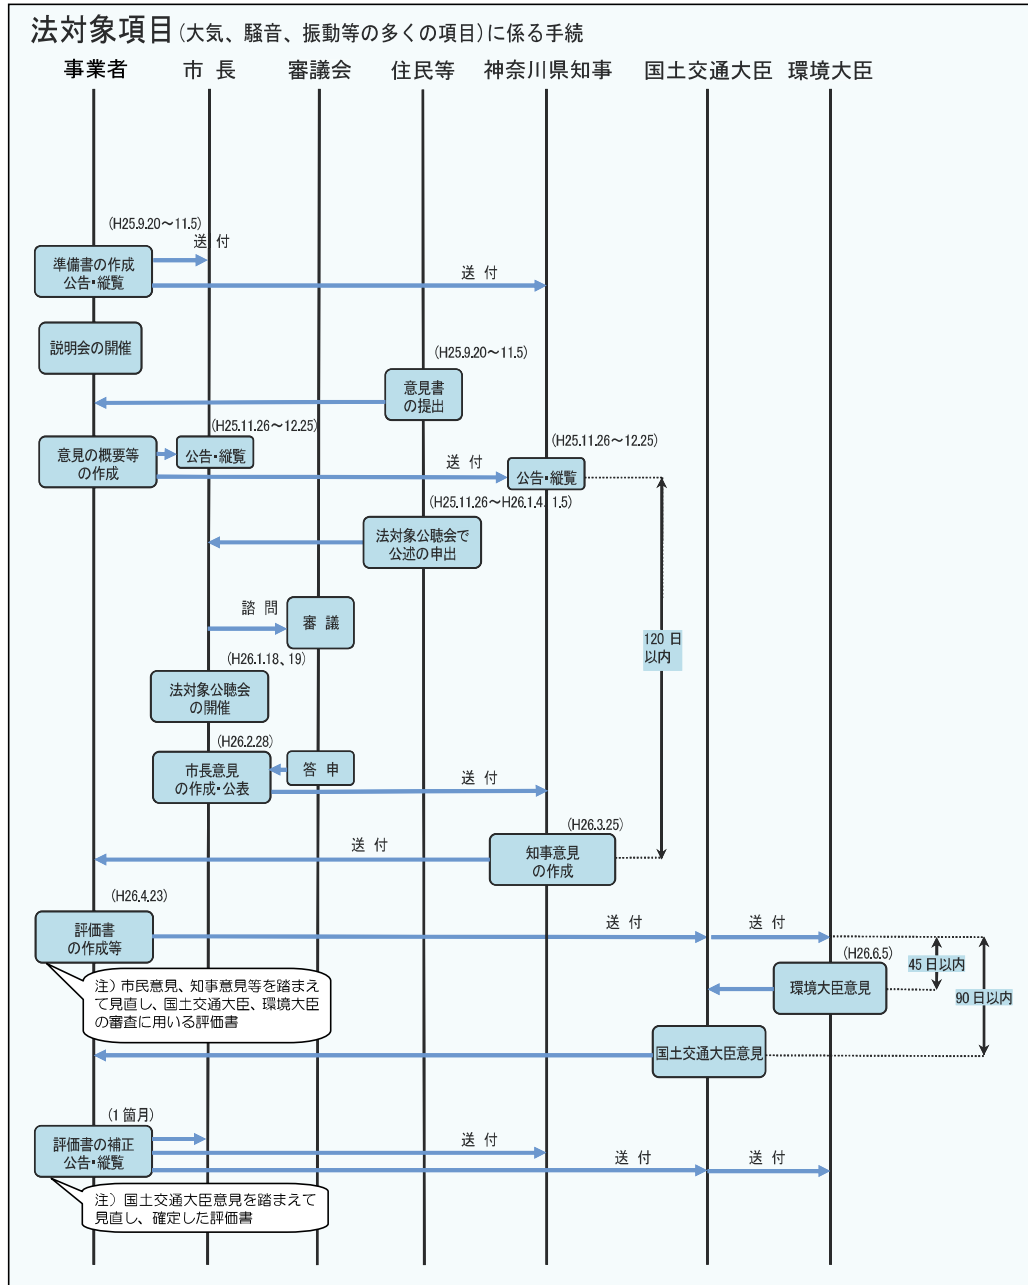 法対象項目(大気、騒音、振動等の多くの項目)に係る手続
事業者 市 長 審議会 住民等 神奈川県知事 国土交通大臣 環境大臣
(H25.9.20～11.5)
送 付
準備書の作成
公告・縦覧
送 付
説明会の開催
(H25.9.20～11.5)
意見書
の提出
(H25.11.26～12.25)
(H25.11.26～12.25)
意見の概要等
の作成
公告・縦覧
送 付
公告・縦覧
(H25.11.26～H26.1.4、1.5)
法対象公聴会で
公述の申出
諮 問
審 議
120 日
以内
(H26.1.18、19)
法対象公聴会
の開催
(H26.2.28)
市長意見
の作成・公表
答 申
送 付
(H26.3.25)
知事意見
の作成
送 付
(H26.4.23)
評価書
の作成等
送 付
送 付
(H26.6.5)
環境大臣意見
45 日以内
90 日以内
注）市民意見、知事意見等を踏まえ
て見直し、国土交通大臣、環境大臣
の審査に用いる評価書
国土交通大臣意見
(1 箇月)
評価書の補正
公告・縦覧
送 付
送 付
送 付
注）国土交通大臣意見を踏まえて
見直し、確定した評価書